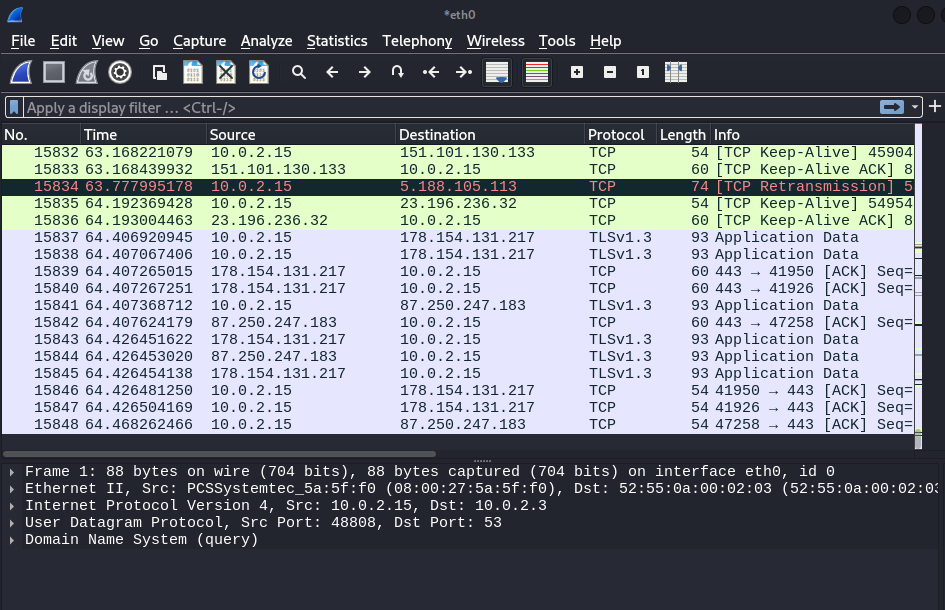 *eth0
File Edit View Go Capture Analyze Statistics Telephony Wireless Tools Help
Apply a display filter … <Ctrl-/>
No. Time Source Destination Protocol Length Info
15832 63.168221079 10.0.2.15 151.101.130.133 TCP 54 [TCP Keep-Alive] 45904
15833 63.168439932 151.101.130.133 10.0.2.15 TCP 60 [TCP Keep-Alive ACK] 8
15834 63.777995178 10.0.2.15 5.188.105.113 TCP 74 [TCP Retransmission] 5
15835 64.192369428 10.0.2.15 23.196.236.32 TCP 54 [TCP Keep-Alive] 54954
15836 64.193004463 23.196.236.32 10.0.2.15 TCP 60 [TCP Keep-Alive ACK] 8
15837 64.406920945 10.0.2.15 178.154.131.217 TLSv1.3 93 Application Data
15838 64.407067406 10.0.2.15 178.154.131.217 TLSv1.3 93 Application Data
15839 64.407265015 178.154.131.217 10.0.2.15 TCP 60 443 → 41950 [ACK] Seq=
15840 64.407267251 178.154.131.217 10.0.2.15 TCP 60 443 → 41926 [ACK] Seq=
15841 64.407368712 10.0.2.15 87.250.247.183 TLSv1.3 93 Application Data
15842 64.407624179 87.250.247.183 10.0.2.15 TCP 60 443 → 47258 [ACK] Seq=
15843 64.426451622 178.154.131.217 10.0.2.15 TLSv1.3 93 Application Data
15844 64.426453020 87.250.247.183 10.0.2.15 TLSv1.3 93 Application Data
15845 64.426454138 178.154.131.217 10.0.2.15 TLSv1.3 93 Application Data
15846 64.426481250 10.0.2.15 178.154.131.217 TCP 54 41950 → 443 [ACK] Seq=
15847 64.426504169 10.0.2.15 178.154.131.217 TCP 54 41926 → 443 [ACK] Seq=
15848 64.468262466 10.0.2.15 87.250.247.183 TCP 54 47258 → 443 [ACK] Seq=
Frame 1: 88 bytes on wire (704 bits), 88 bytes captured (704 bits) on interface eth0, id 0
Ethernet II, Src: PCSSystemtec_5a:5f:f0 (08:00:27:5a:5f:f0), Dst: 52:55:0a:00:02:03 (52:55:0a:00:02:03
Internet Protocol Version 4, Src: 10.0.2.15, Dst: 10.0.2.3
User Datagram Protocol, Src Port: 48808, Dst Port: 53
Domain Name System (query)